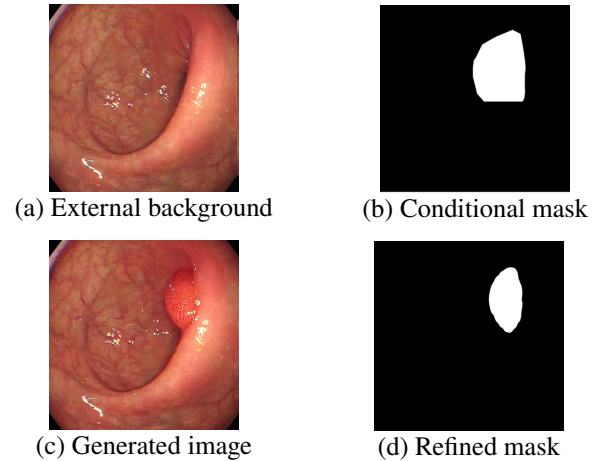 (a) External background
(b) Conditional mask
(c) Generated image
(d) Refined mask